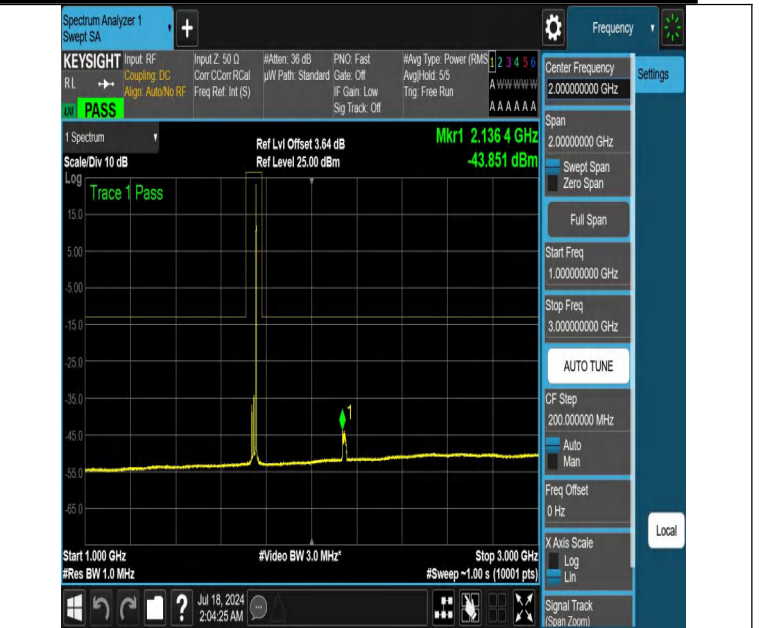 Spectrum Analyzer 1
Swept SA
+
Frequency
KEYSIGHT
RL
PASS
Input: RF
Coupling: DC
Align: Auto/No RF
Input Z: 50 Ω
Corr CCorr RCal
Freq Ref: Int (S)
#Atten: 36 dB
µW Path: Standard
PNO: Fast
Gate: Off
IF Gain: Low
Sig Track: Off
#Avg Type: Power (RMS
Avg|Hold: 5/5
Trig: Free Run
1 2 3 4 5 6
A W W W W W
A A A A A A
1 Spectrum
Scale/Div 10 dB
Ref Lvl Offset 3.64 dB
Ref Level 25.00 dBm
Mkr1 2.136 4 GHz
-43.851 dBm
Log
Trace 1 Pass
15.0
5.00
-5.00
-15.0
-25.0
-35.0
1
-45.0
-55.0
-65.0
Start 1.000 GHz
#Res BW 1.0 MHz
#Video BW 3.0 MHz*
Stop 3.000 GHz
#Sweep ~1.00 s (10001 pts)
Center Frequency
2.000000000 GHz
Settings
Span
2.00000000 GHz
Swept Span
Zero Span
Full Span
Start Freq
1.000000000 GHz
Stop Freq
3.000000000 GHz
AUTO TUNE
CF Step
200.000000 MHz
Auto
Man
Freq Offset
0 Hz
X Axis Scale
Log
Lin
Signal Track
(Span Zoom)
Local
?
Jul 18, 2024
2:04:25 AM